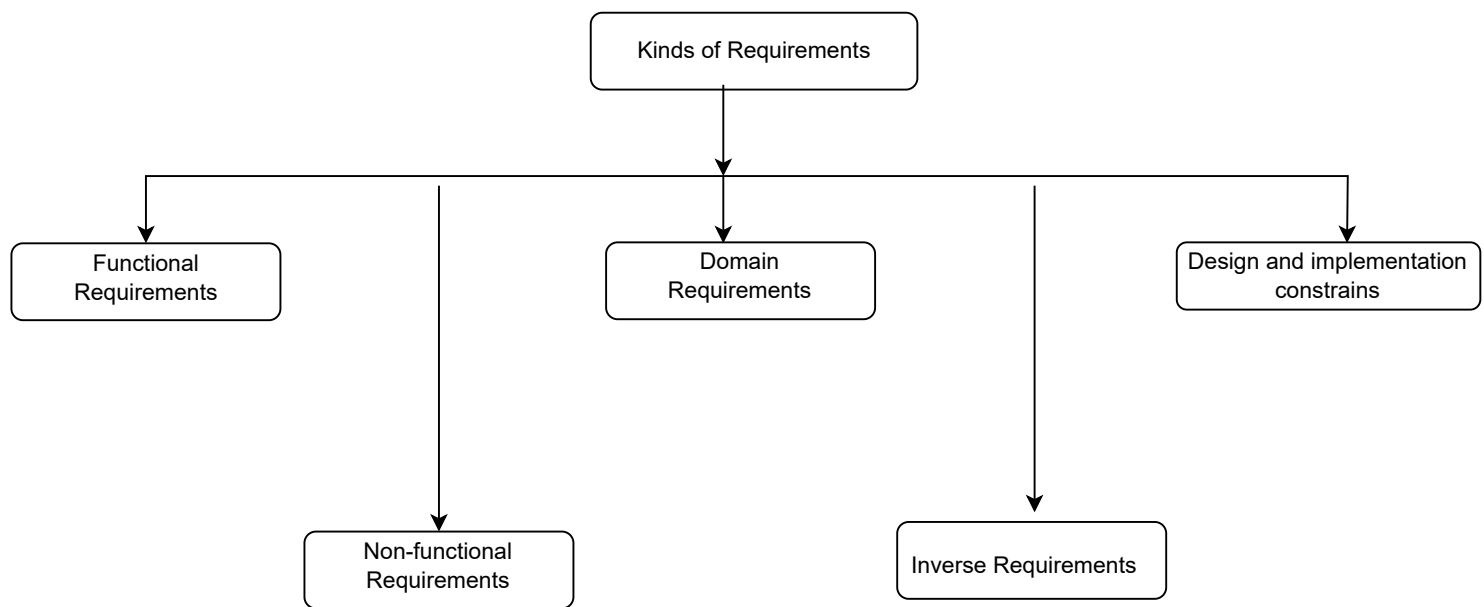 Kinds of Requirements
Functional
Requirements
Domain
Requirements
Design and implementation
constrains
Non-functional
Requirements
Inverse Requirements